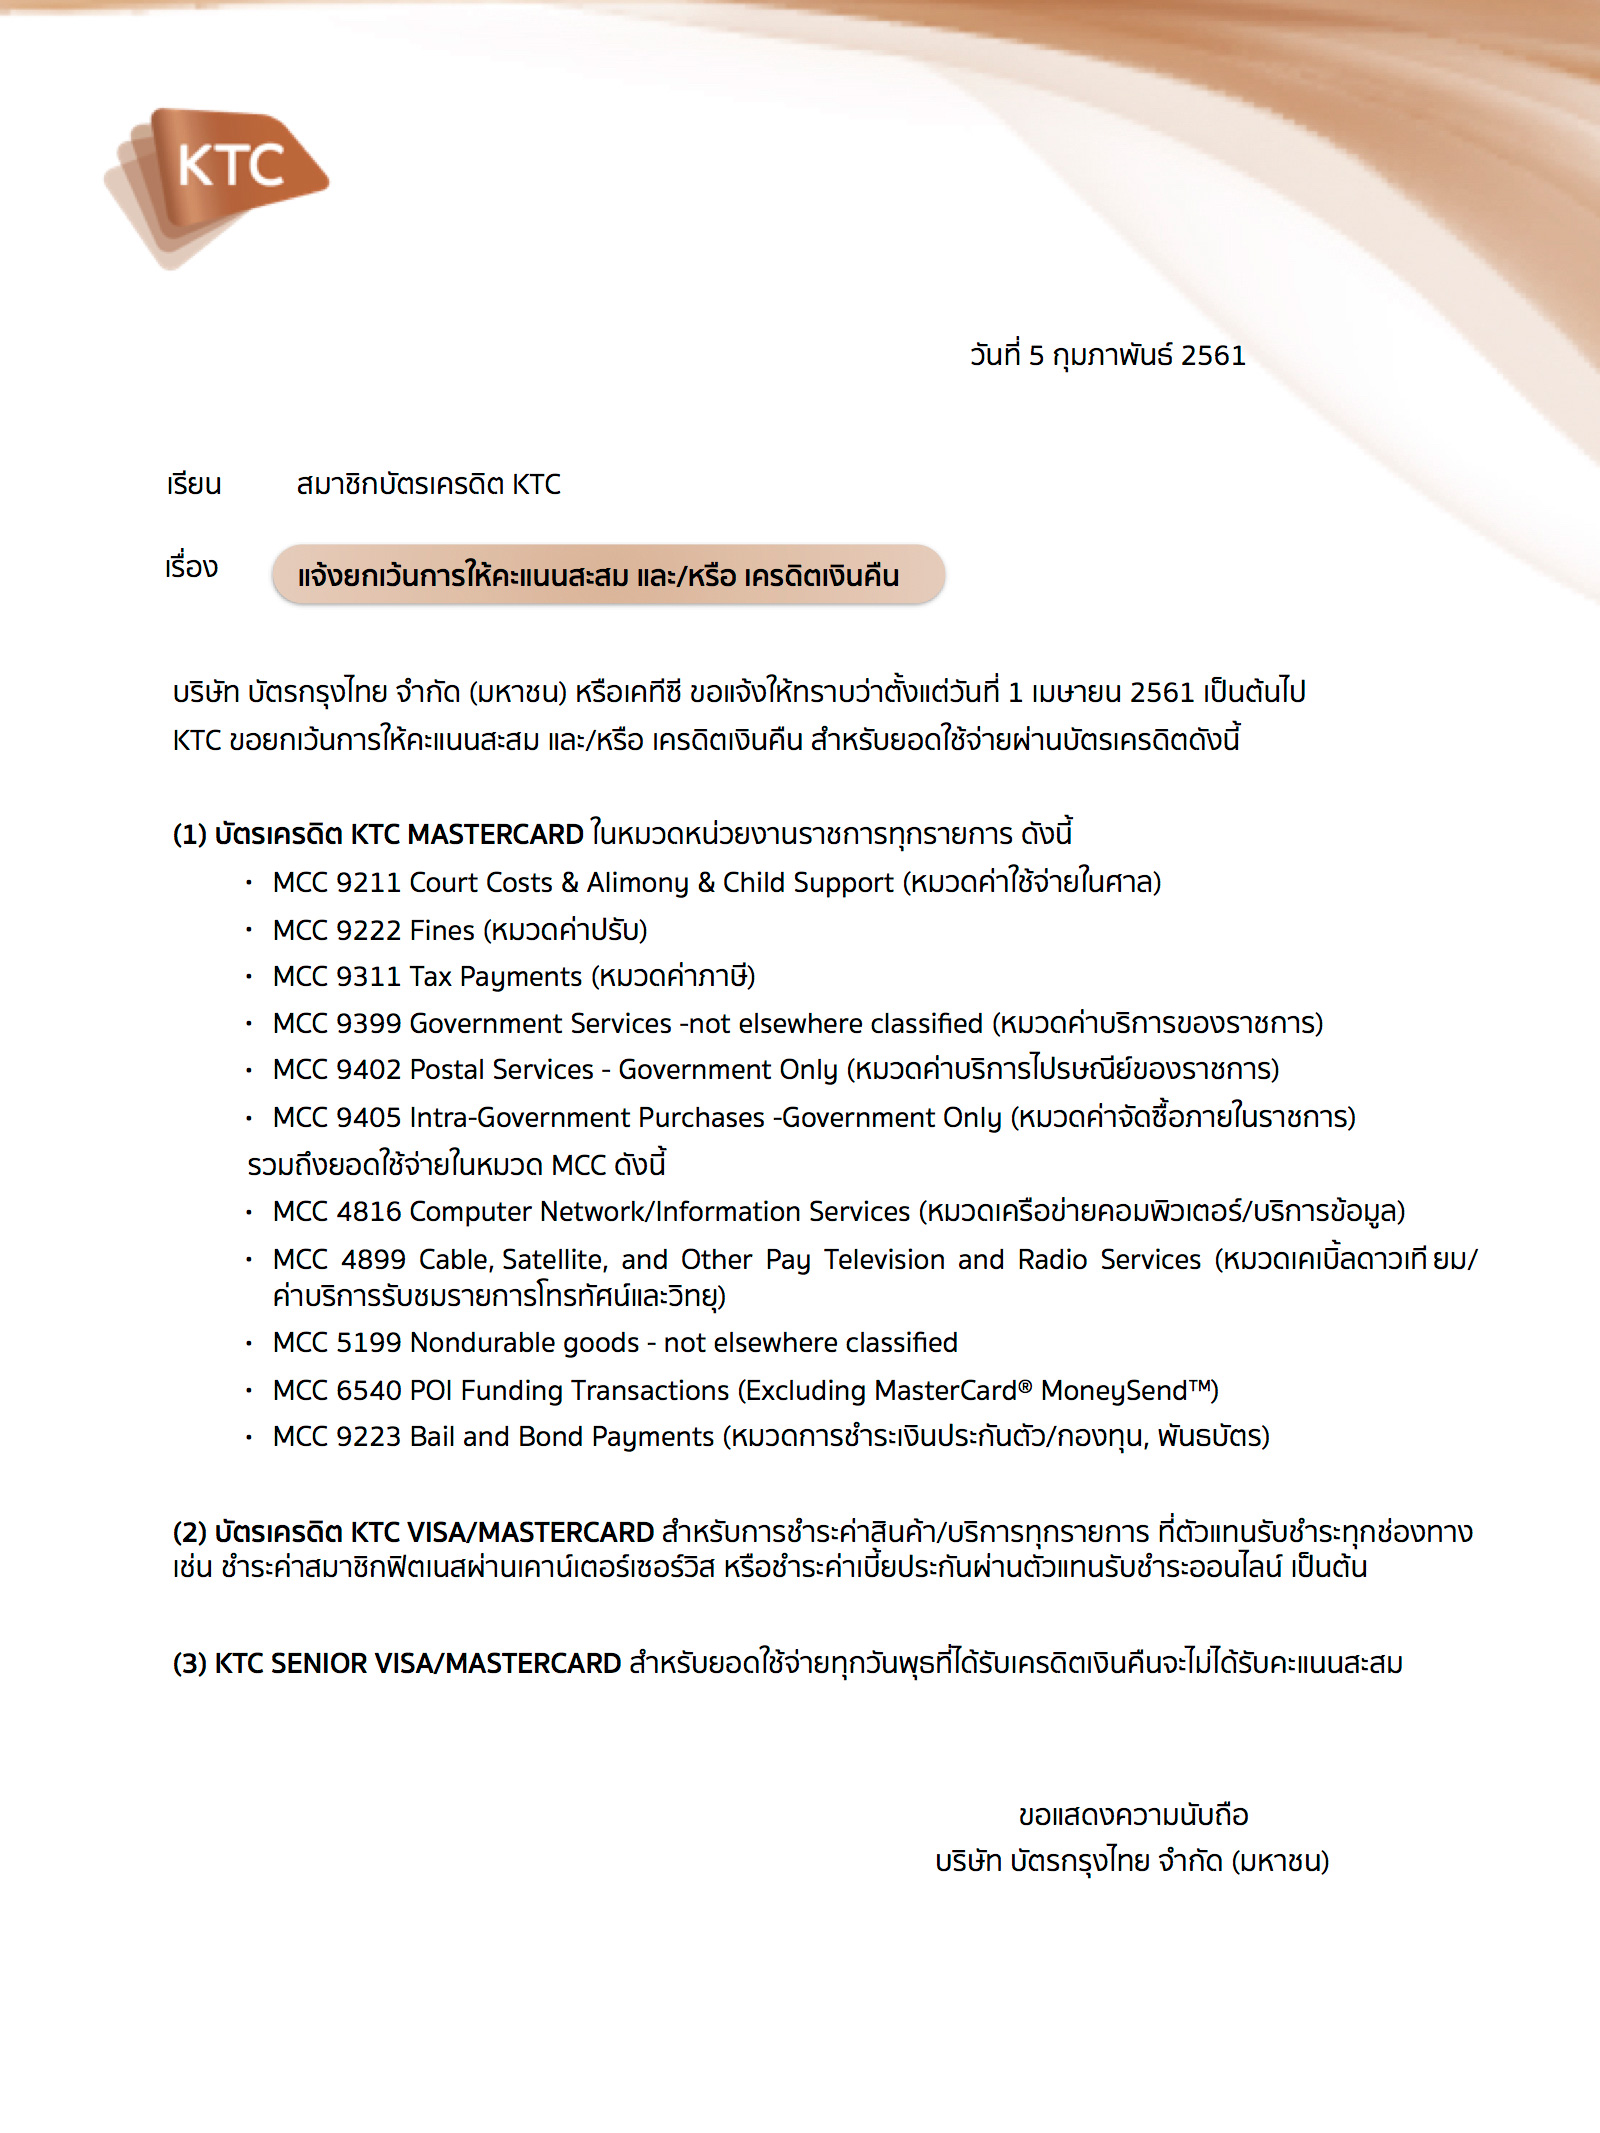 KTC
วันที่ 5 กุมภาพันธ์ 2561
เรียน สมาชิกบัตรเครดิต KTC
เรื่อง แจ้งยกเว้นการให้คะแนนสะสม และ/หรือ เครดิตเงินคืน
บริษัท บัตรกรุงไทย จำกัด (มหาชน) หรือเคทีซี ขอแจ้งให้ทราบว่าตั้งแต่วันที่ 1 เมษายน 2561 เป็นต้นไป
KTC ขอยกเว้นการให้คะแนนสะสม และ/หรือ เครดิตเงินคืน สำหรับยอดใช้จ่ายผ่านบัตรเครดิตดังนี้
(1) บัตรเครดิต KTC MASTERCARD ในหมวดหน่วยงานราชการทุกรายการ ดังนี้
• MCC 9211 Court Costs & Alimony & Child Support (หมวดค่าใช้จ่ายในศาล)
• MCC 9222 Fines (หมวดค่าปรับ)
• MCC 9311 Tax Payments (หมวดค่าภาษี)
• MCC 9399 Government Services -not elsewhere classified (หมวดค่าบริการของราชการ)
• MCC 9402 Postal Services - Government Only (หมวดค่าบริการไปรษณีย์ของราชการ)
• MCC 9405 Intra-Government Purchases -Government Only (หมวดค่าจัดซื้อภายในราชการ)
รวมถึงยอดใช้จ่ายในหมวด MCC ดังนี้
• MCC 4816 Computer Network/Information Services (หมวดเครือข่ายคอมพิวเตอร์/บริการข้อมูล)
• MCC 4899 Cable, Satellite, and Other Pay Television and Radio Services (หมวดเคเบิ้ลดาวเทียม/
ค่าบริการรับชมรายการโทรทัศน์และวิทยุ)
• MCC 5199 Nondurable goods - not elsewhere classified
• MCC 6540 POI Funding Transactions (Excluding MasterCard® MoneySend™)
• MCC 9223 Bail and Bond Payments (หมวดการชำระเงินประกันตัว/กองทุน, พันธบัตร)
(2) บัตรเครดิต KTC VISA/MASTERCARD สำหรับการชำระค่าสินค้า/บริการทุกรายการ ที่ตัวแทนรับชำระทุกช่องทาง
เช่น ชำระค่าสมาชิกฟิตเนสผ่านเคาน์เตอร์เซอร์วิส หรือชำระค่าเบี้ยประกันผ่านตัวแทนรับชำระออนไลน์ เป็นต้น
(3) KTC SENIOR VISA/MASTERCARD สำหรับยอดใช้จ่ายทุกวันพุธที่ได้รับเครดิตเงินคืนจะไม่ได้รับคะแนนสะสม
ขอแสดงความนับถือ
บริษัท บัตรกรุงไทย จำกัด (มหาชน)